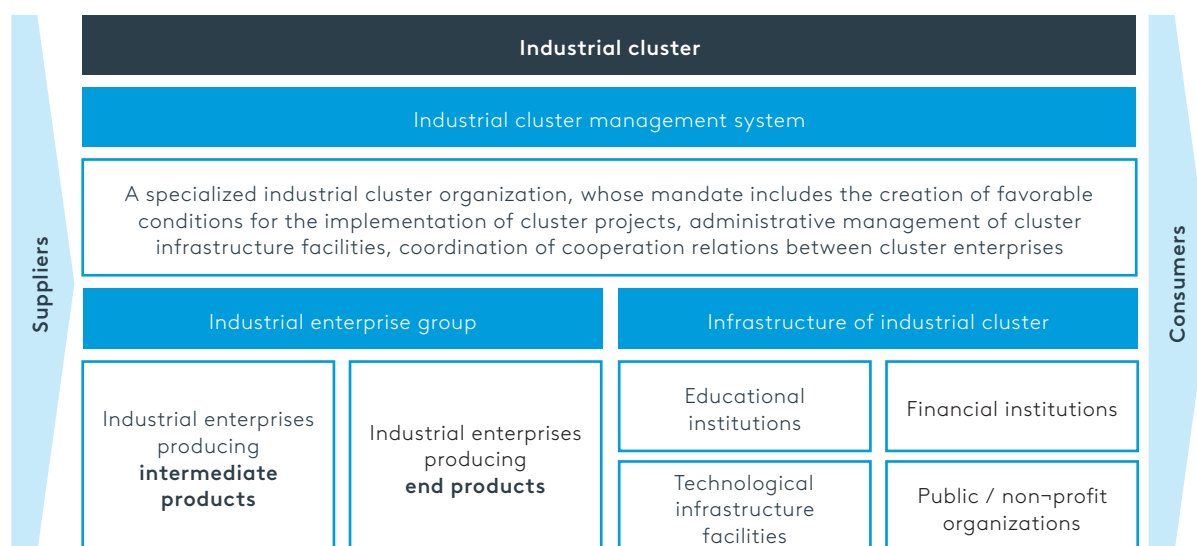 Industrial cluster
Industrial cluster management system
A specialized industrial cluster organization, whose mandate includes the creation of favorable
conditions for the implementation of cluster projects, administrative management of cluster
infrastructure facilities, coordination of cooperation relations between cluster enterprises
Suppliers
Consumers
Industrial enterprise group
Infrastructure of industrial cluster
Industrial enterprises
producing
intermediate
products
Industrial enterprises
producing
end products
Educational
institutions
Financial institutions
Technological
infrastructure
facilities
Public / non¬profit
organizations